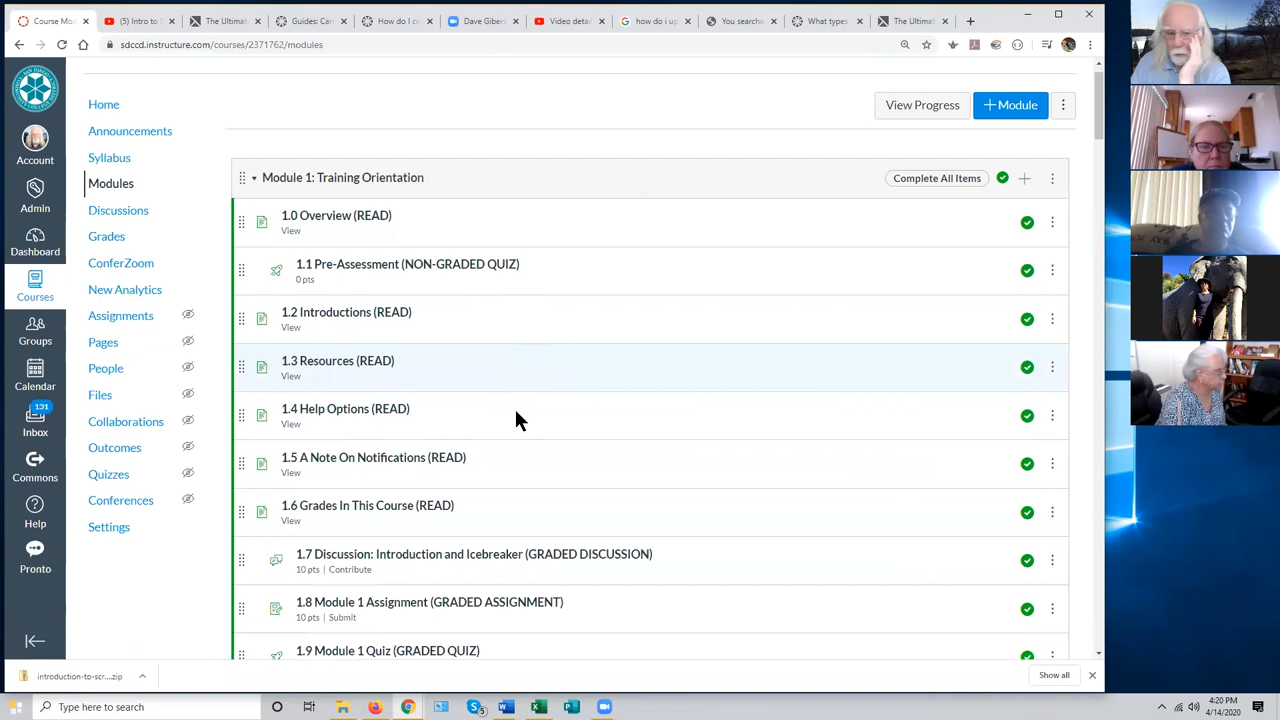 Course Mod
(5) Intro to S
The Ultimat
Guides: Can
How do I cr
Dave Giber
Video detail
how do i up
You searche
What types
The Ultimat
sdccd.instructure.com/courses/2371762/modules
Account
Admin
Dashboard
Courses
Groups
Calendar
131
Inbox
Commons
Help
Pronto
Home
Announcements
Syllabus
Modules
Discussions
Grades
ConferZoom
New Analytics
Assignments
Pages
People
Files
Collaborations
Outcomes
Quizzes
Conferences
Settings
View Progress
+ Module
Module 1: Training Orientation
Complete All Items
1.0 Overview (READ)
View
1.1 Pre-Assessment (NON-GRADED QUIZ)
0 pts
1.2 Introductions (READ)
View
1.3 Resources (READ)
View
1.4 Help Options (READ)
View
1.5 A Note On Notifications (READ)
View
1.6 Grades In This Course (READ)
View
1.7 Discussion: Introduction and Icebreaker (GRADED DISCUSSION)
10 pts | Contribute
1.8 Module 1 Assignment (GRADED ASSIGNMENT)
10 pts | Submit
1.9 Module 1 Quiz (GRADED QUIZ)
introduction-to-scr....zip
Show all
Type here to search
5
4:20 PM
4/14/2020